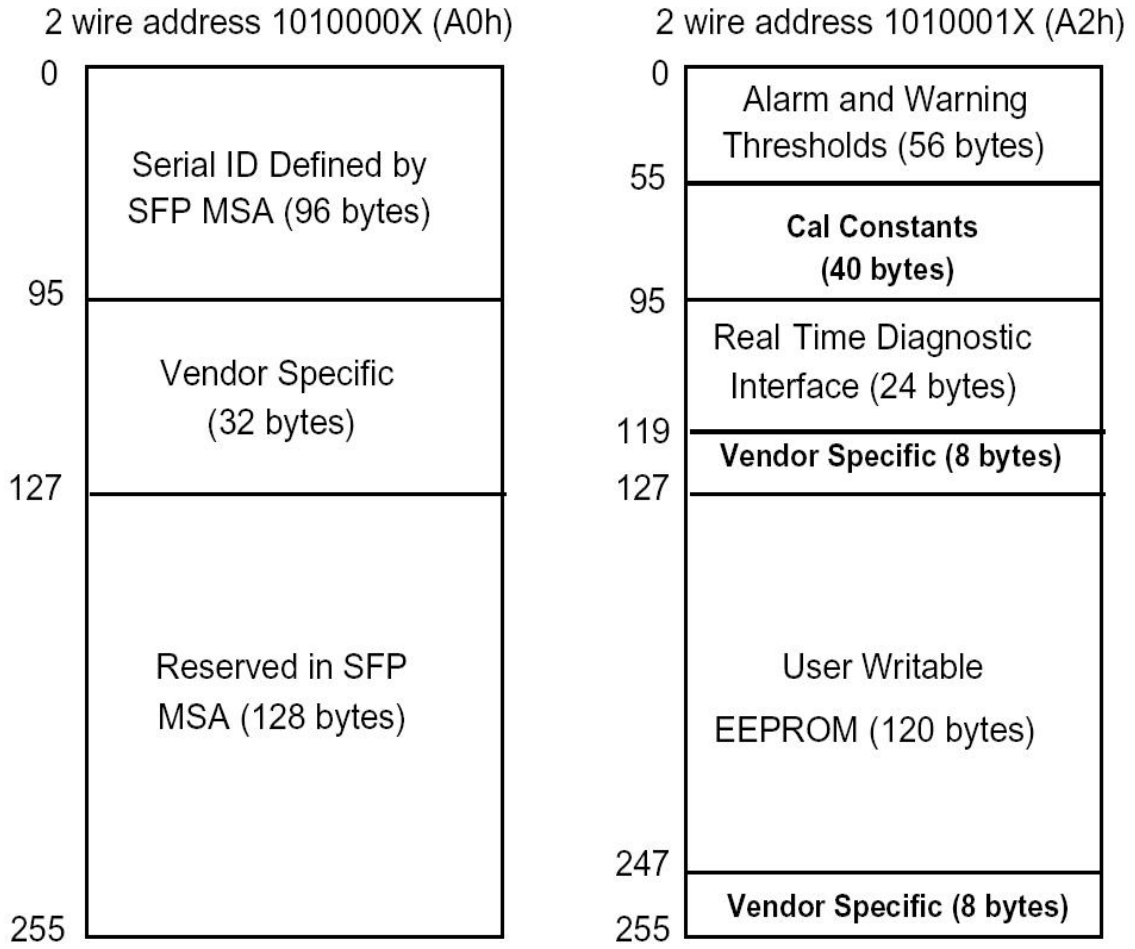 2 wire address 1010000X (A0h)
0
Serial ID Defined by
SFP MSA (96 bytes)
95
Vendor Specific
(32 bytes)
127
Reserved in SFP
MSA (128 bytes)
255
2 wire address 1010001X (A2h)
0
Alarm and Warning
Thresholds (56 bytes)
55
Cal Constants
(40 bytes)
95
Real Time Diagnostic
Interface (24 bytes)
119
Vendor Specific (8 bytes)
127
User Writable
EEPROM (120 bytes)
247
Vendor Specific (8 bytes)
255